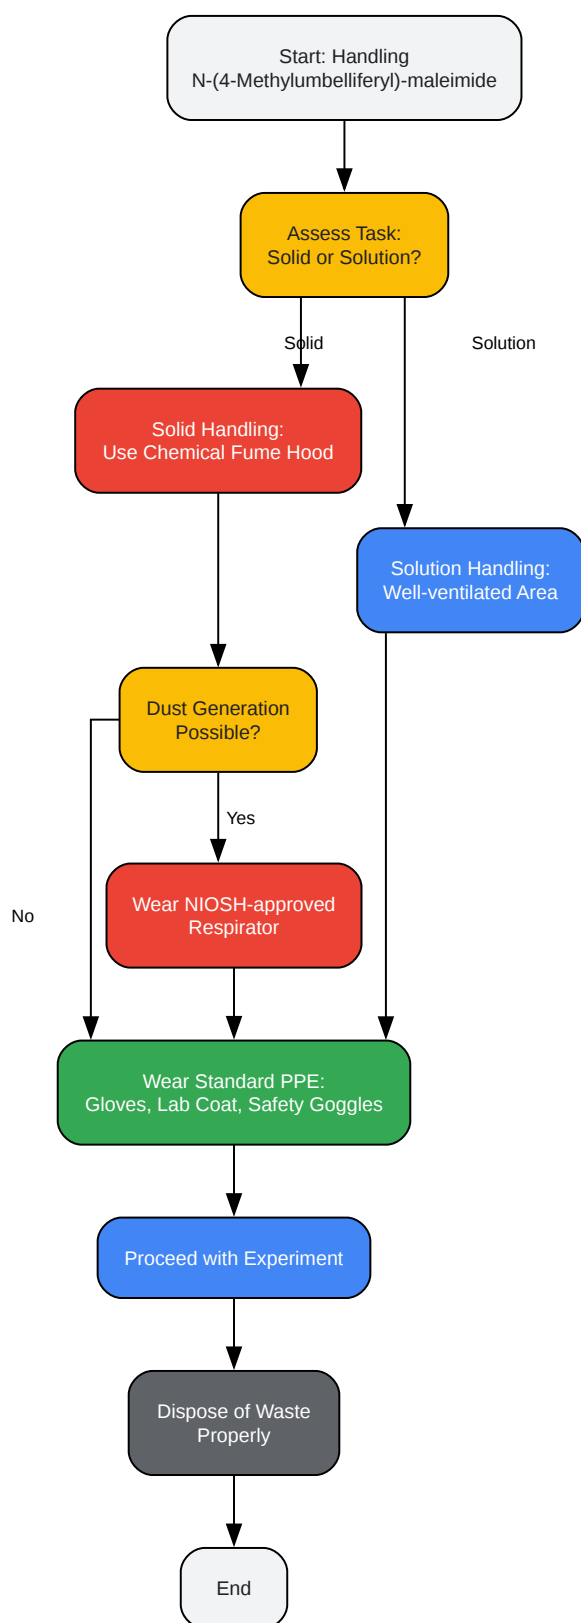 Start: Handling
N-(4-Methylumbelliferyl)-maleimide
Assess Task:
Solid or Solution?
Solid
Solution
Solid Handling:
Use Chemical Fume Hood
Solution Handling:
Well-ventilated Area
Dust Generation
Possible?
Yes
Wear NIOSH-approved
Respirator
No
Wear Standard PPE:
Gloves, Lab Coat, Safety Goggles
Proceed with Experiment
Dispose of Waste
Properly
End